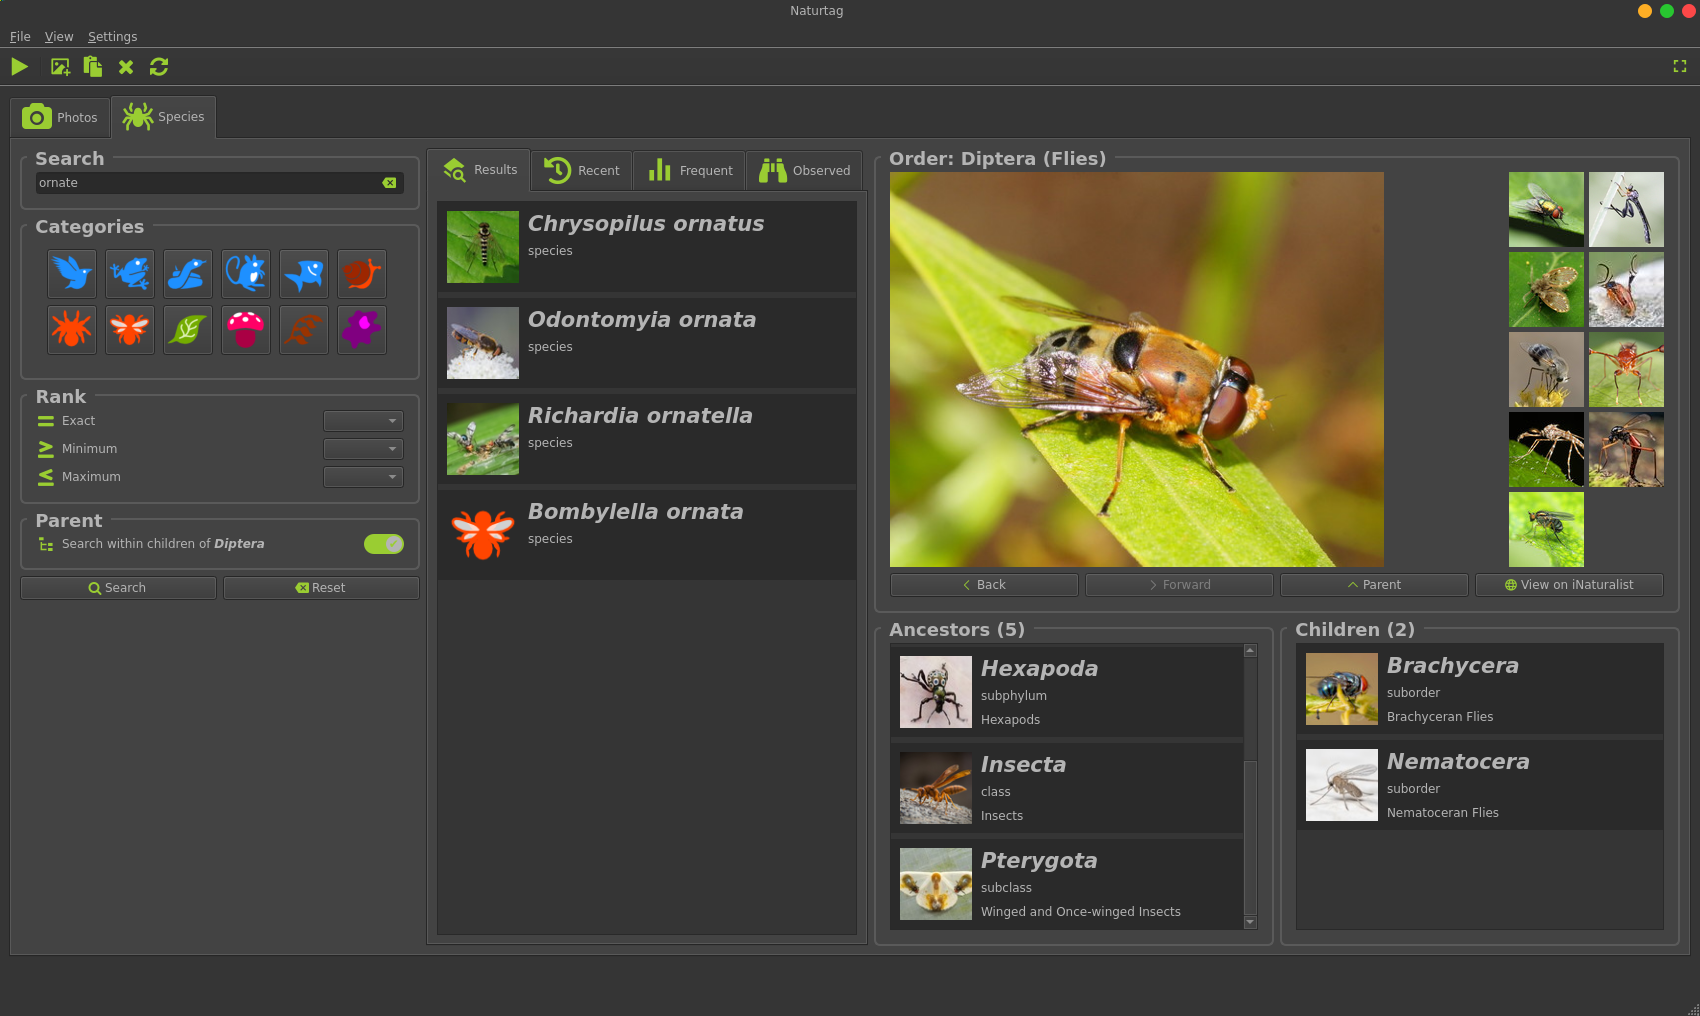 Naturtag
File View Settings
Photos
Species
Search
ornate
Categories
Rank
Exact
Minimum
Maximum
Parent
Search within children of Diptera
Search
Reset
Results
Recent
Frequent
Observed
Chrysopilus ornatus
species
Odontomyia ornata
species
Richardia ornatella
species
Bombylella ornata
species
Order: Diptera (Flies)
Back
Forward
Parent
View on iNaturalist
Ancestors (5)
Hexapoda
subphylum
Hexapods
Insecta
class
Insects
Pterygota
subclass
Winged and Once-winged Insects
Children (2)
Brachycera
suborder
Brachyceran Flies
Nematocera
suborder
Nematoceran Flies